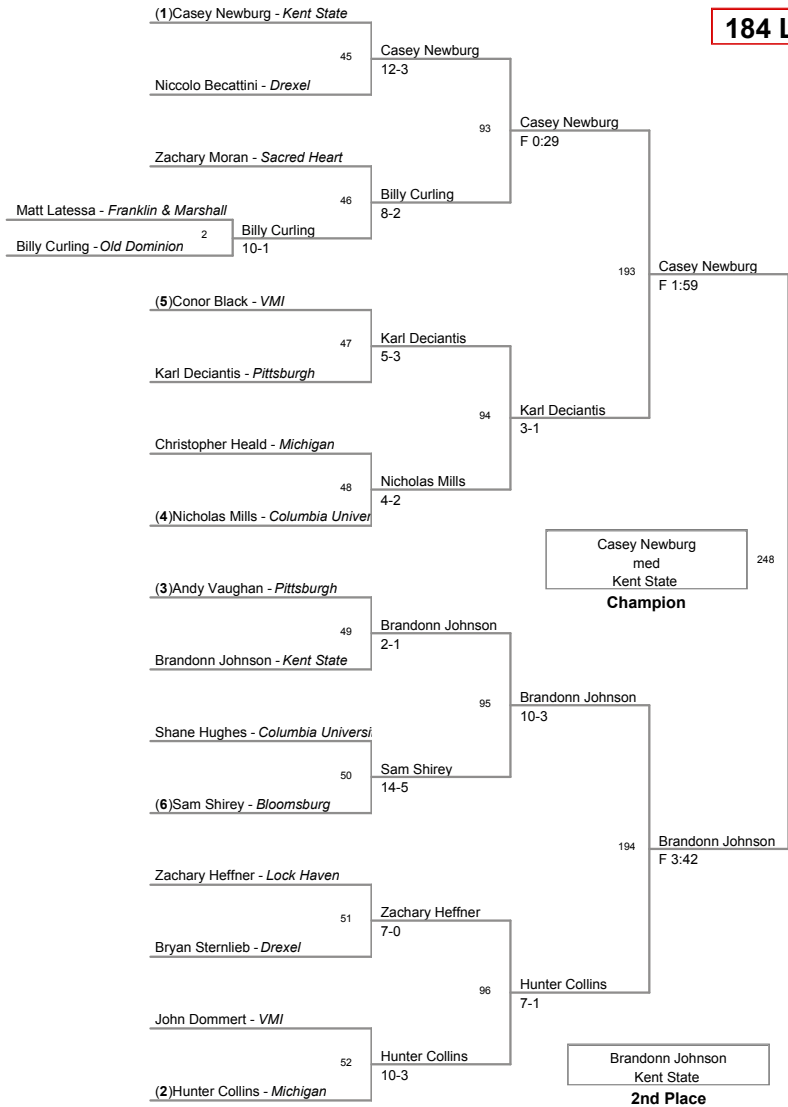 (1)Casey Newburg - Kent State
184 L
45
Casey Newburg
12-3
Niccolo Becattini - Drexel
93
Casey Newburg
F 0:29
Zachary Moran - Sacred Heart
46
Billy Curling
8-2
Matt Latessa - Franklin & Marshall
2
Billy Curling
10-1
Billy Curling - Old Dominion
193
Casey Newburg
F 1:59
(5)Conor Black - VMI
47
Karl Deciantis
5-3
Karl Deciantis - Pittsburgh
94
Karl Deciantis
3-1
Christopher Heald - Michigan
48
Nicholas Mills
4-2
(4)Nicholas Mills - Columbia Univer
Casey Newburg
med
Kent State
248
Champion
(3)Andy Vaughan - Pittsburgh
49
Brandonn Johnson
2-1
Brandonn Johnson - Kent State
95
Brandonn Johnson
10-3
Shane Hughes - Columbia Universi
50
Sam Shirey
14-5
(6)Sam Shirey - Bloomsburg
194
Brandonn Johnson
F 3:42
Zachary Heffner - Lock Haven
51
Zachary Heffner
7-0
Bryan Sternlieb - Drexel
96
Hunter Collins
7-1
John Dommert - VMI
52
Hunter Collins
10-3
(2)Hunter Collins - Michigan
Brandonn Johnson
Kent State
2nd Place